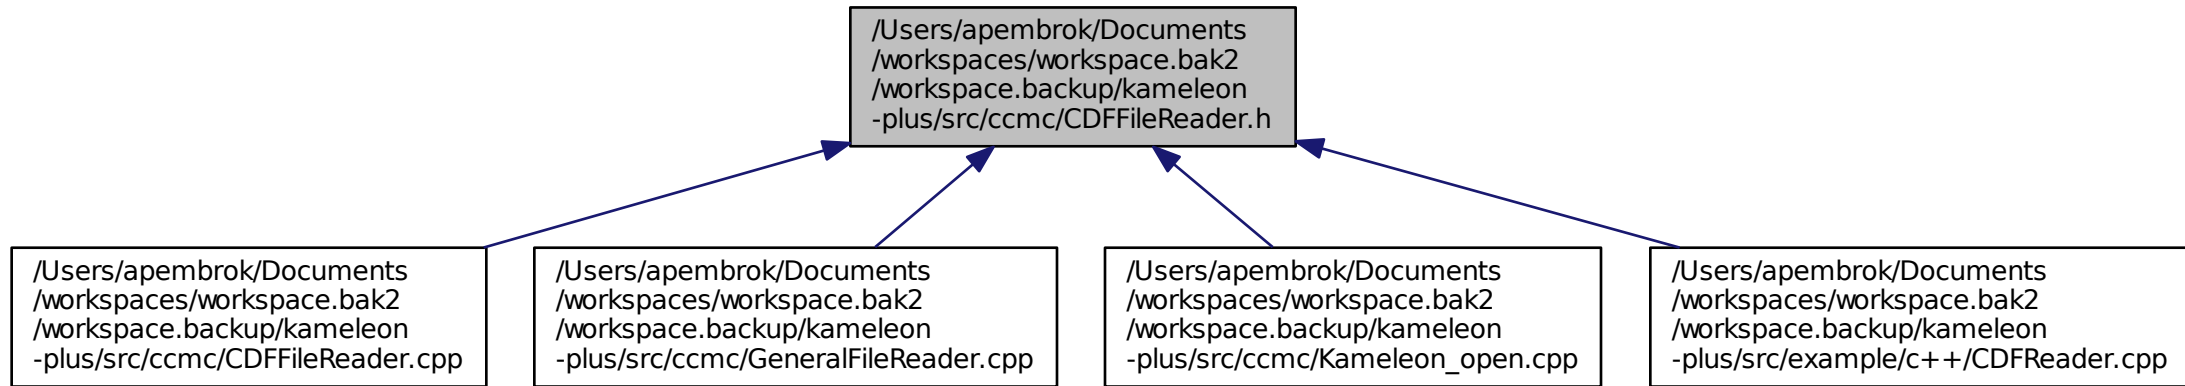 /Users/apembrok/Documents
/workspaces/workspace.bak2
/workspace.backup/kameleon
-plus/src/ccmc/CDFFileReader.h
/Users/apembrok/Documents
/workspaces/workspace.bak2
/workspace.backup/kameleon
-plus/src/ccmc/CDFFileReader.cpp
/Users/apembrok/Documents
/workspaces/workspace.bak2
/workspace.backup/kameleon
-plus/src/ccmc/GeneralFileReader.cpp
/Users/apembrok/Documents
/workspaces/workspace.bak2
/workspace.backup/kameleon
-plus/src/ccmc/Kameleon_open.cpp
/Users/apembrok/Documents
/workspaces/workspace.bak2
/workspace.backup/kameleon
-plus/src/example/c++/CDFReader.cpp